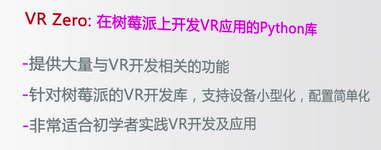 VR Zero: 在树莓派上开发VR应用的Python库
-提供大量与VR开发相关的功能
-针对树莓派的VR开发库，支持设备小型化，配置简单化
-非常适合初学者实践VR开发及应用